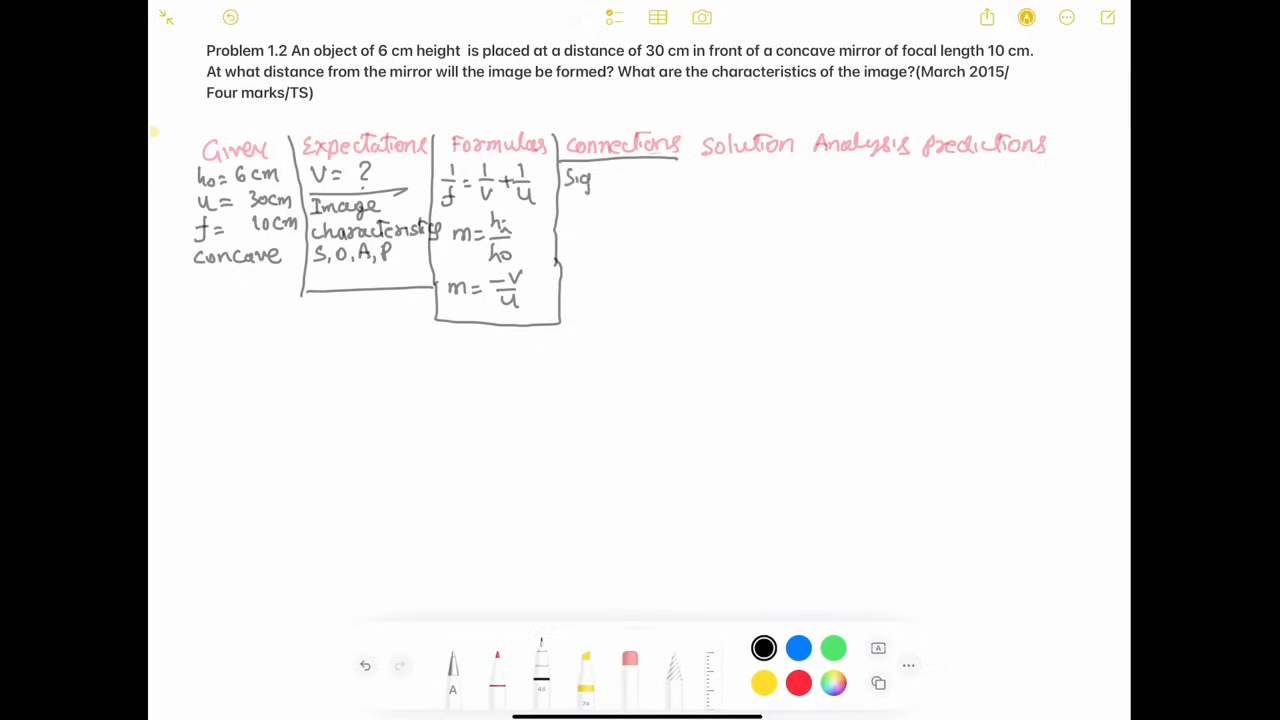 Problem 1.2 An object of 6 cm height is placed at a distance of 30 cm in front of a concave mirror of focal length 10 cm.
At what distance from the mirror will the image be formed? What are the characteristics of the image?(March 2015/
Four marks/TS)
Given Expectations Formulas connections Solution Analysis predictions
ho = 6 cm
u = 30cm
f = 10cm
concave
V = ?
Image
characteristics
S, O, A, P
1/f = 1/v + 1/u
m = hi/ho
m = -v/u
Sig
A